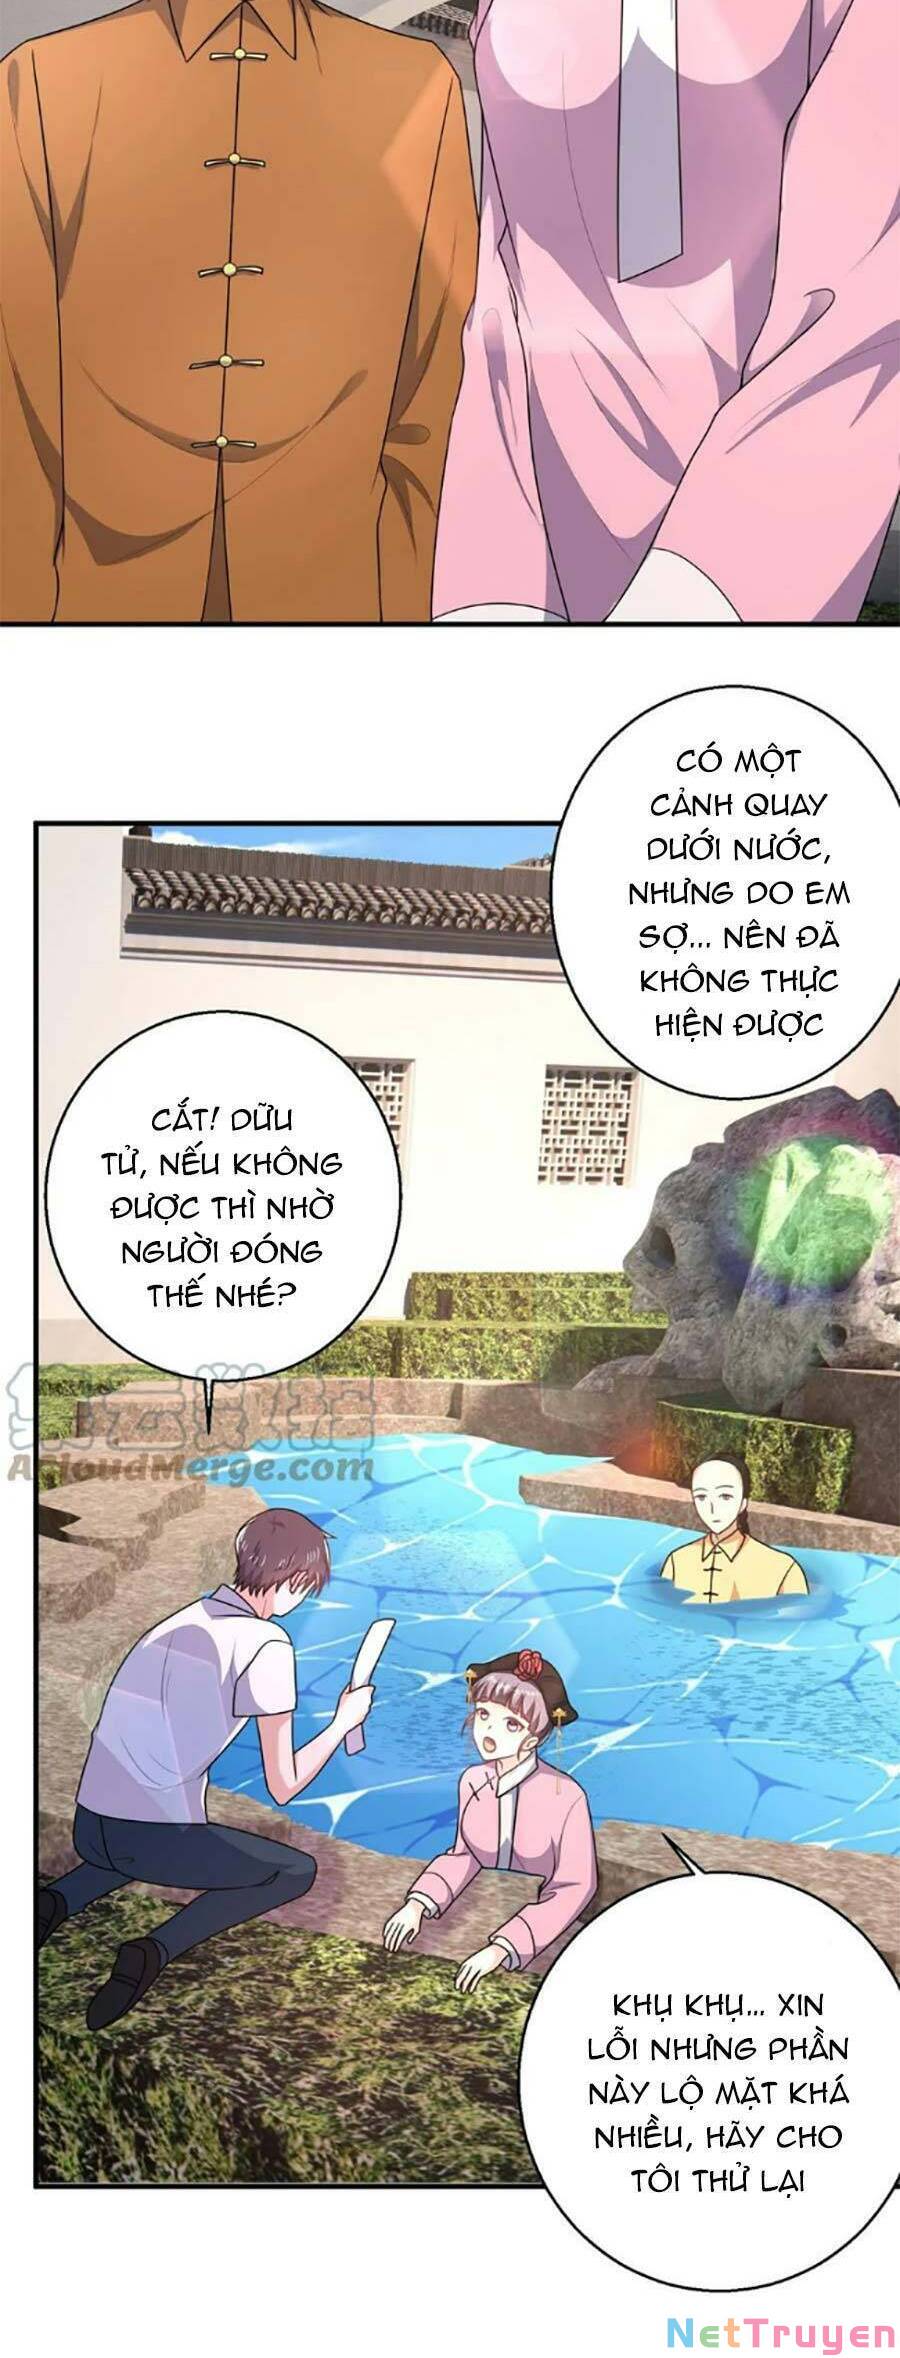 CÓ MỘT
CẢNH QUAY
DƯỚI NƯỚC,
NHƯNG DO EM
SỢ... NÊN ĐÃ
KHÔNG THỰC
HIỆN ĐƯỢC
CẮT! DỮU
TỬ, NẾU KHÔNG
ĐƯỢC THÌ NHỜ
NGƯỜI ĐÓNG
THẾ NHÉ?
ACloudMerge.com
KHỤ KHỤ... XIN
LỖI NHƯNG PHẦN
NÀY LỘ MẶT KHÁ
NHIỀU, HÃY CHO
TÔI THỬ LẠI
NetTruyen